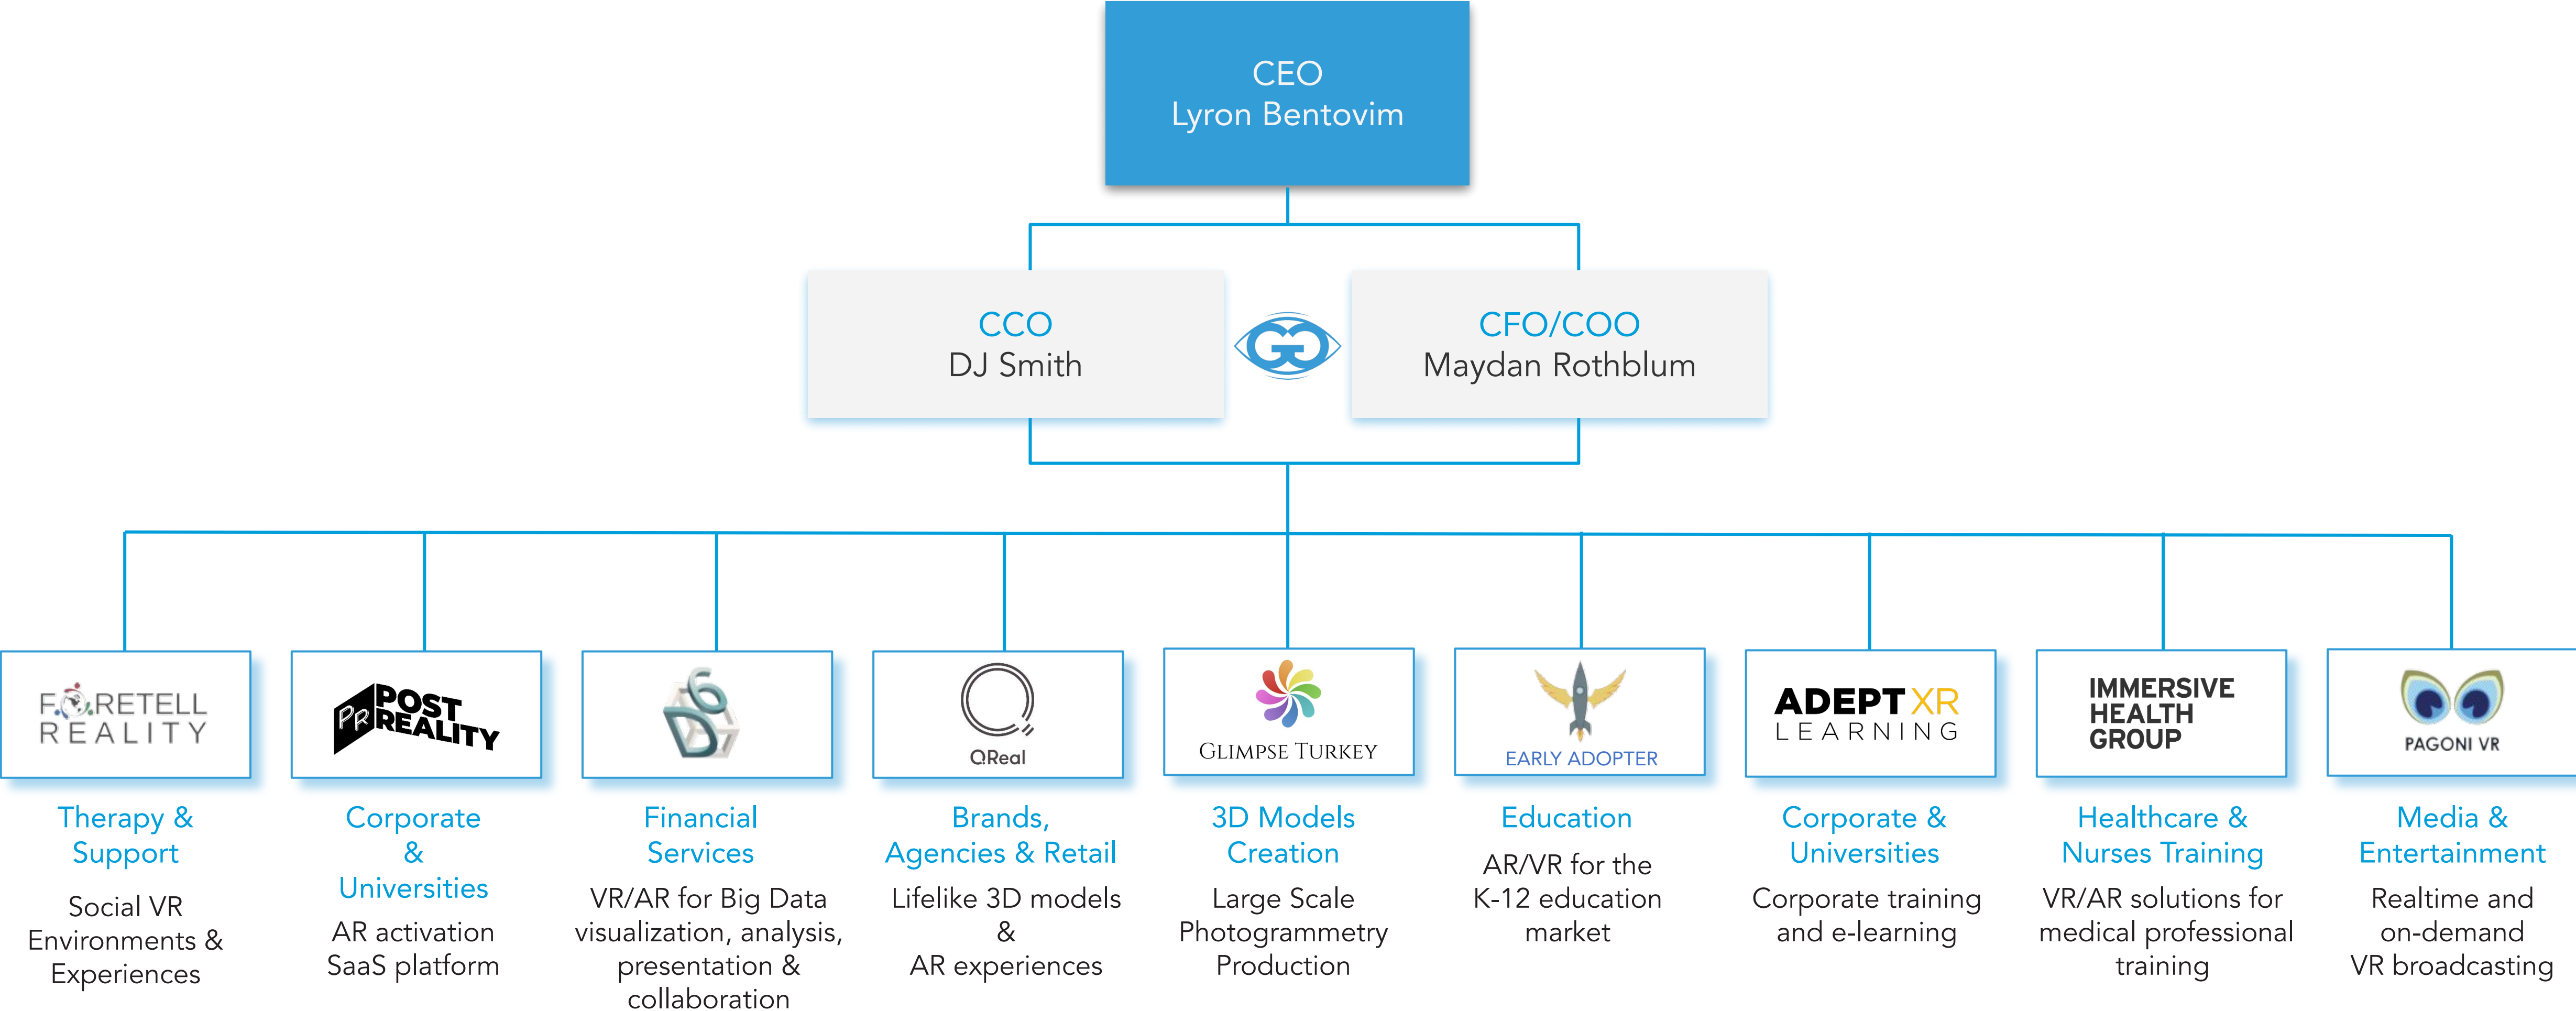 CEO
Lyron Bentovim
CCO
DJ Smith
GG
CFO/COO
Maydan Rothblum
FORETELL
REALITY
Therapy &
Support
Social VR
Environments &
Experiences
PR
POST
REALITY
Corporate
&
Universities
AR activation
SaaS platform
D6
Financial
Services
VR/AR for Big Data
visualization, analysis,
presentation &
collaboration
Q
QReal
Brands,
Agencies & Retail
Lifelike 3D models
&
AR experiences
GLIMPSE TURKEY
3D Models
Creation
Large Scale
Photogrammetry
Production
EARLY ADOPTER
Education
AR/VR for the
K-12 education
market
ADEPT XR
LEARNING
Corporate &
Universities
Corporate training
and e-learning
IMMERSIVE
HEALTH
GROUP
Healthcare &
Nurses Training
VR/AR solutions for
medical professional
training
PAGONI VR
Media &
Entertainment
Realtime and
on-demand
VR broadcasting